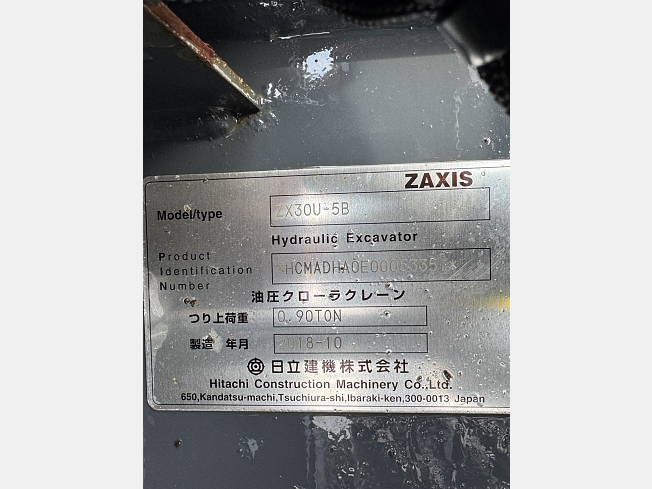 ZAXIS
Model/type ZX30U-5B
Hydraulic Excavator
Product
Identification
Number
油圧クローラクレーン
つり上荷重 0.90TON
製造 年月 2018-10
日立建機株式会社
Hitachi Construction Machinery Co.,Ltd.
650,Kandatsu-machi,Tsuchiura-shi,Ibaraki-ken,300-0013 Japan